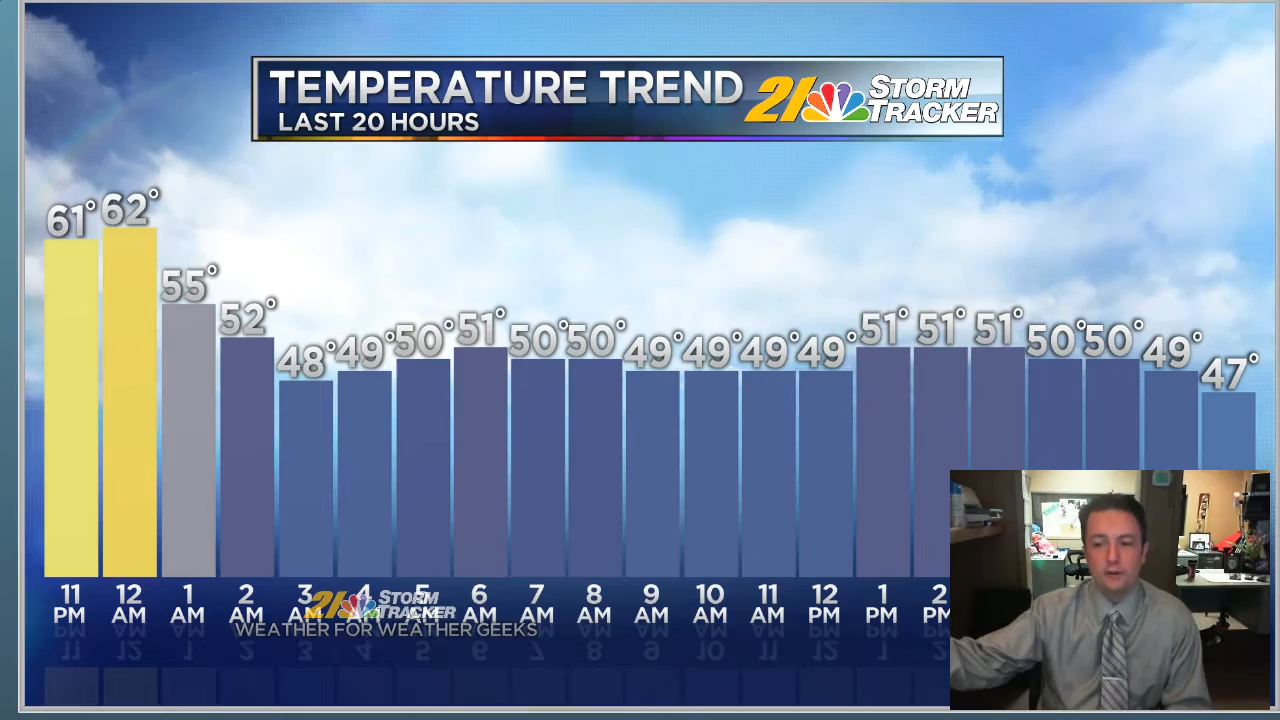 TEMPERATURE TREND
LAST 20 HOURS
21 STORM TRACKER
61° 62° 55° 52° 48° 49° 50° 51° 50° 50° 49° 49° 49° 49° 51° 51° 51° 50° 50° 49° 47°
11 12 1 2 3 4 5 6 7 8 9 10 11 12 1 2
PM AM AM AM AM AM AM AM AM AM AM AM AM PM PM PM
21 STORM TRACKER
WEATHER FOR WEATHER GEEKS